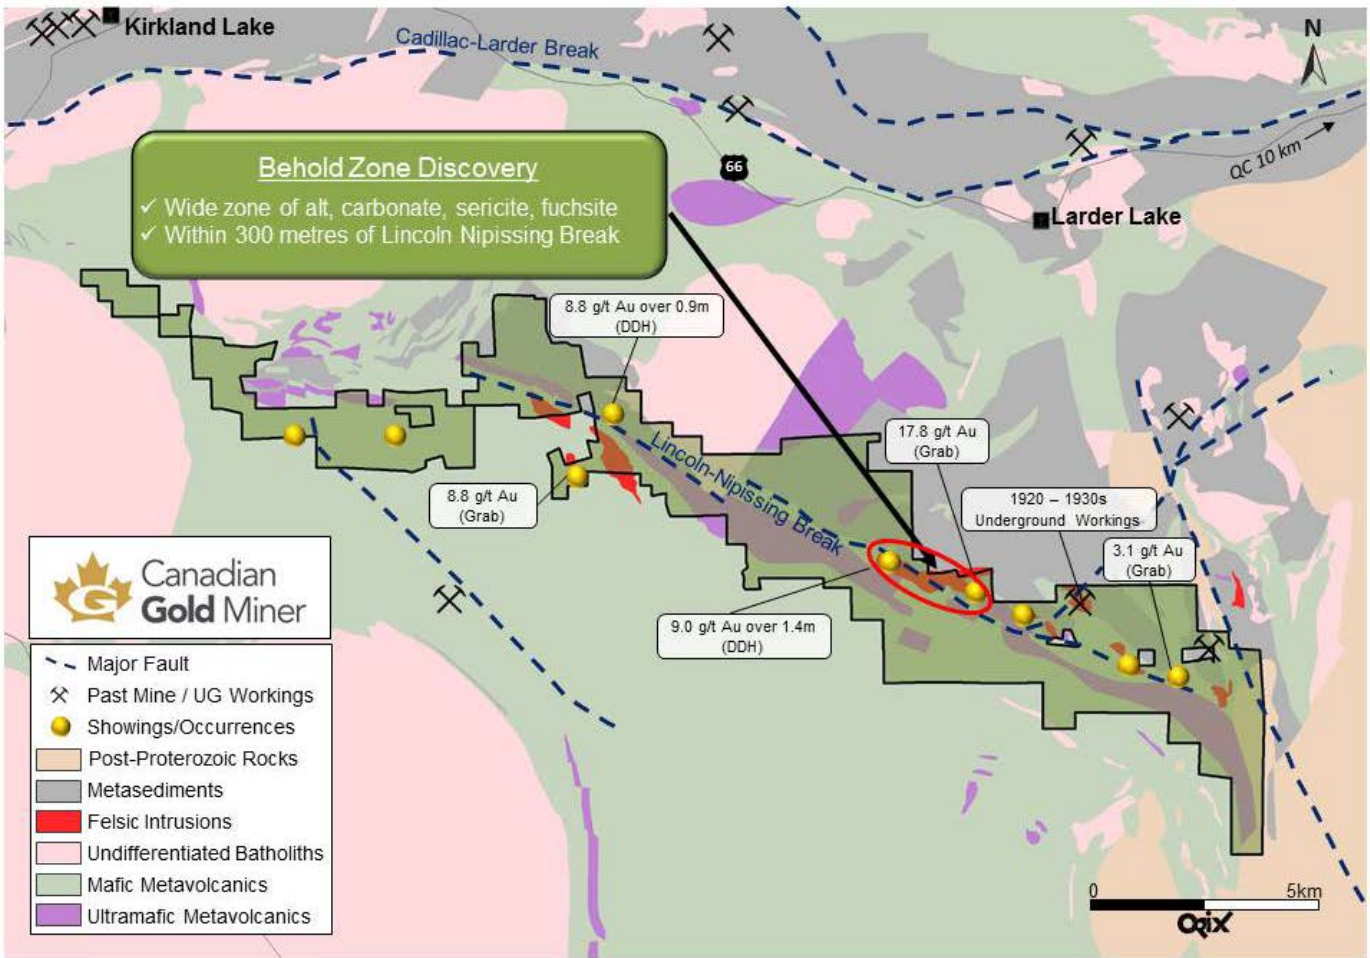 Kirkland Lake
Cadillac-Larder Break
N
QC 10 km
66
Larder Lake
Behold Zone Discovery
✓ Wide zone of alt, carbonate, sericite, fuchsite
✓ Within 300 metres of Lincoln Nipissing Break
8.8 g/t Au over 0.9m
(DDH)
17.8 g/t Au
(Grab)
Lincoln-Nipissing Break
8.8 g/t Au
(Grab)
1920 – 1930s
Underground Workings
3.1 g/t Au
(Grab)
9.0 g/t Au over 1.4m
(DDH)
Canadian
Gold Miner
Major Fault
Past Mine / UG Workings
Showings/Occurrences
Post-Proterozoic Rocks
Metasediments
Felsic Intrusions
Undifferentiated Batholiths
Mafic Metavolcanics
Ultramafic Metavolcanics
0 5km
Orix